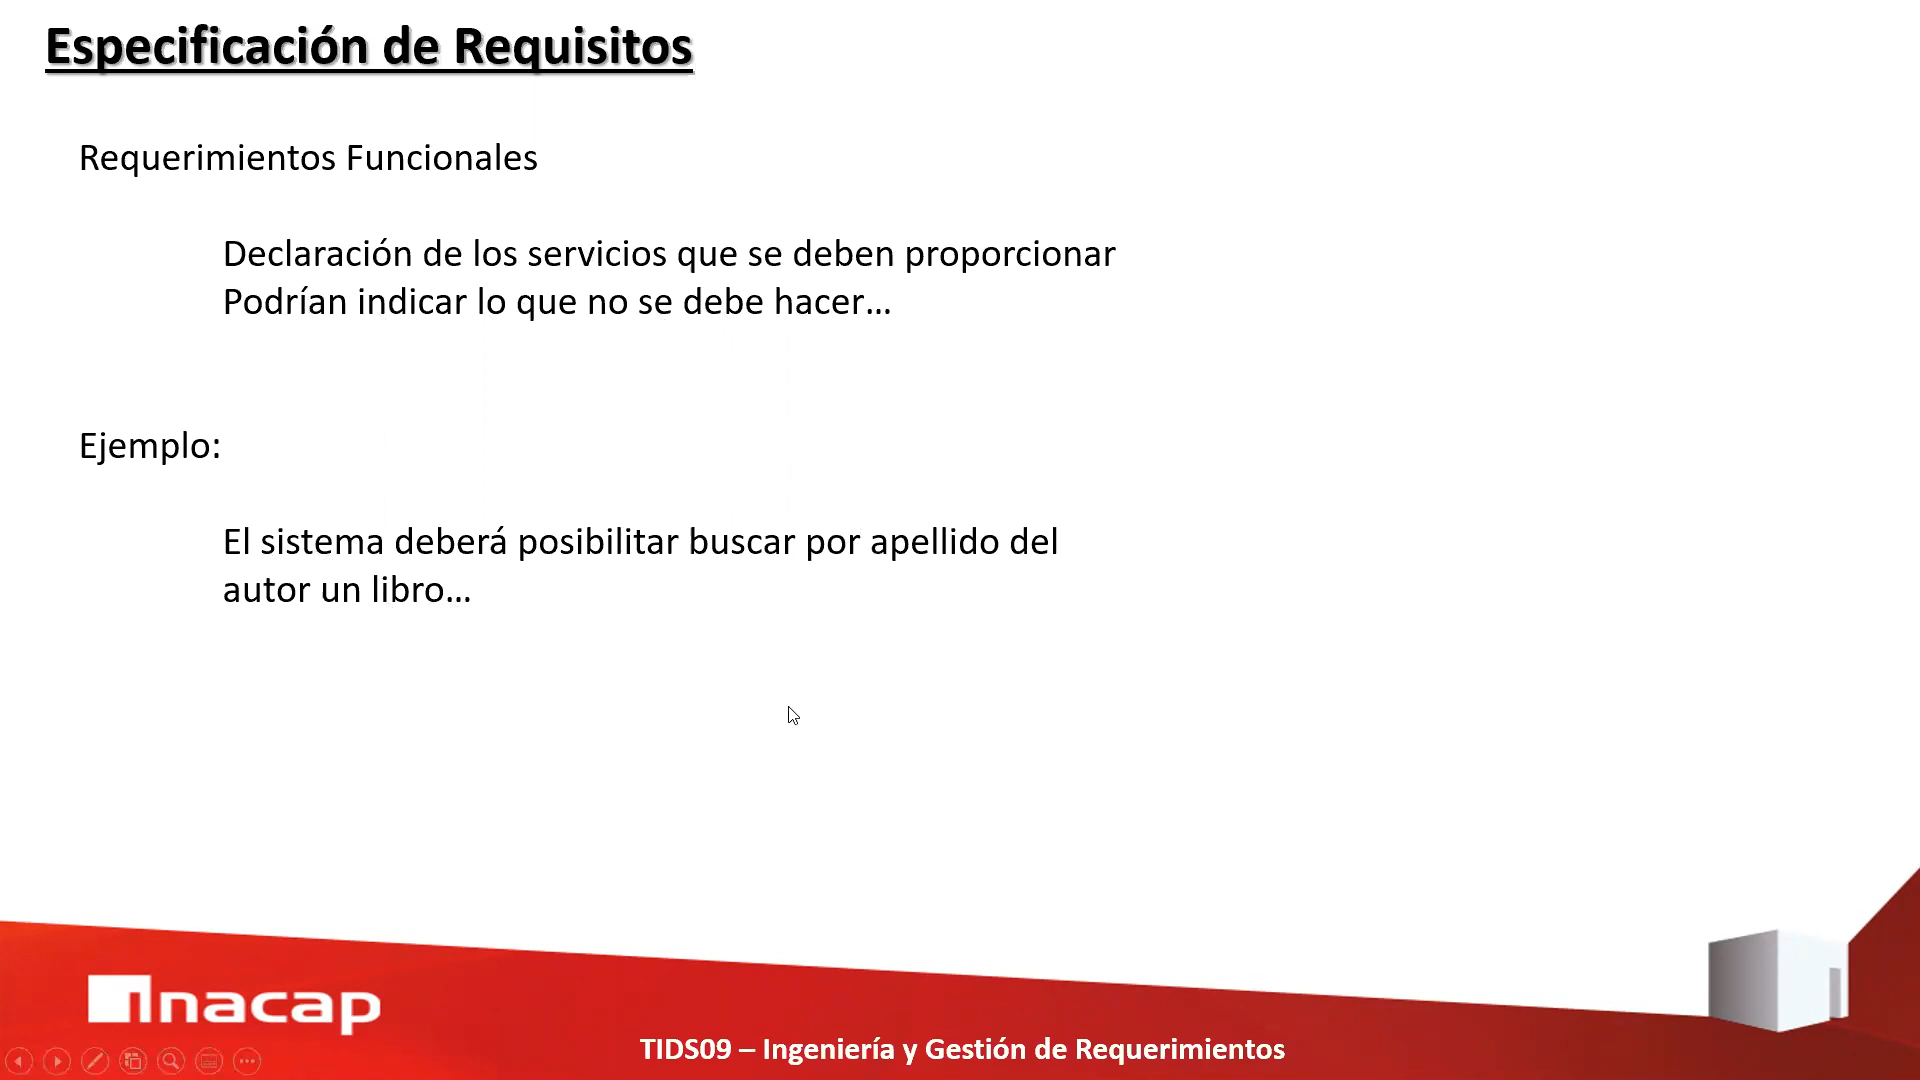 Especificación de Requisitos
Requerimientos Funcionales
Declaración de los servicios que se deben proporcionar
Podrían indicar lo que no se debe hacer…
Ejemplo:
El sistema deberá posibilitar buscar por apellido del
autor un libro…
Inacap
TIDS09 – Ingeniería y Gestión de Requerimientos